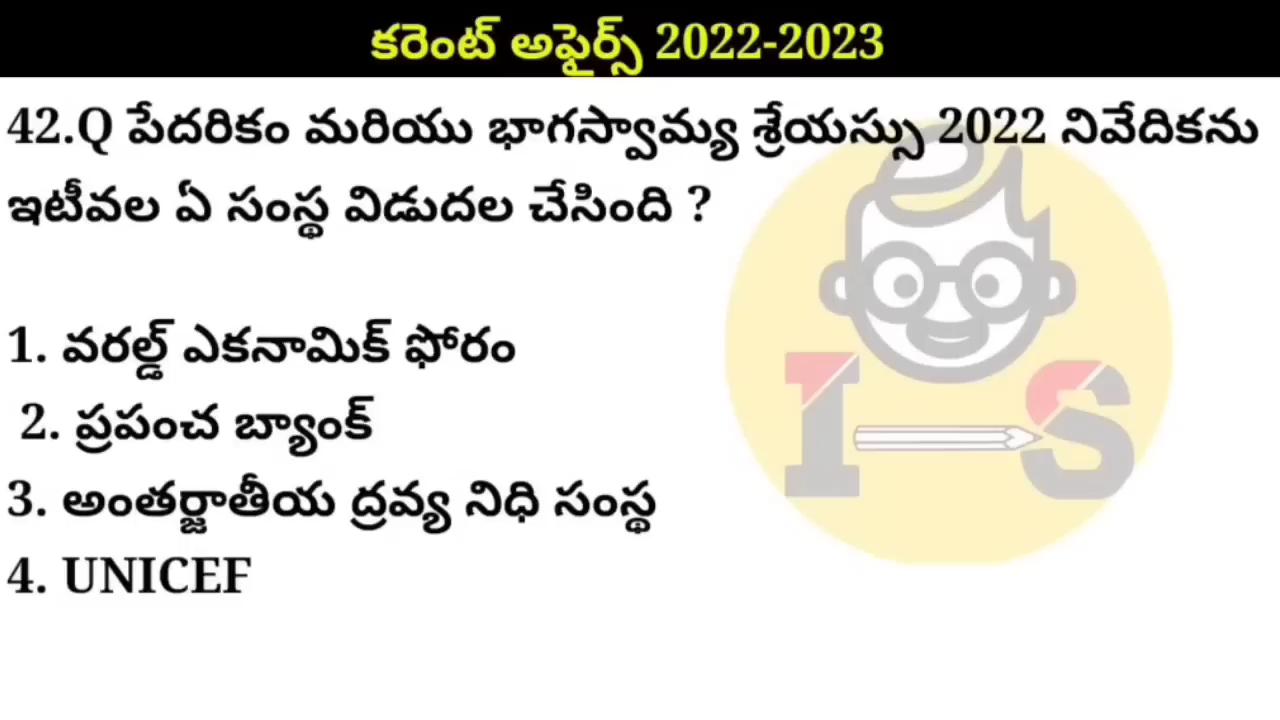 కరెంట్ అఫైర్స్ 2022-2023
42.Q పేదరికం మరియు భాగస్వామ్య శ్రేయస్సు 2022 నివేదికను
ఇటీవల ఏ సంస్థ విడుదల చేసింది ?
1. వరల్డ్ ఎకనామిక్ ఫోరం
2. ప్రపంచ బ్యాంక్
3. అంతర్జాతీయ ద్రవ్య నిధి సంస్థ
4. UNICEF
I S